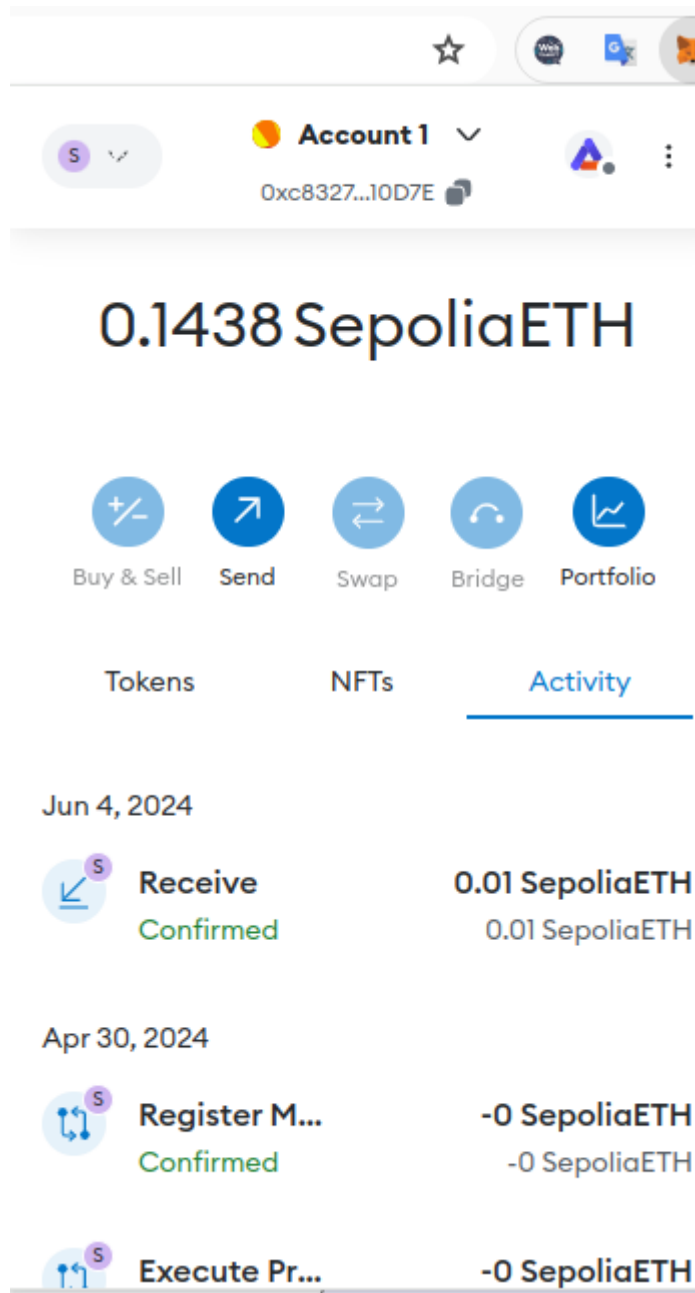 S
Account 1
0xc8327...10D7E
0.1438 SepoliaETH
Buy & Sell Send Swap Bridge Portfolio
Tokens NFTs Activity
Jun 4, 2024
S
Receive 0.01 SepoliaETH
Confirmed 0.01 SepoliaETH
Apr 30, 2024
S
Register M... -0 SepoliaETH
Confirmed -0 SepoliaETH
S
Execute Pr... -0 SepoliaETH